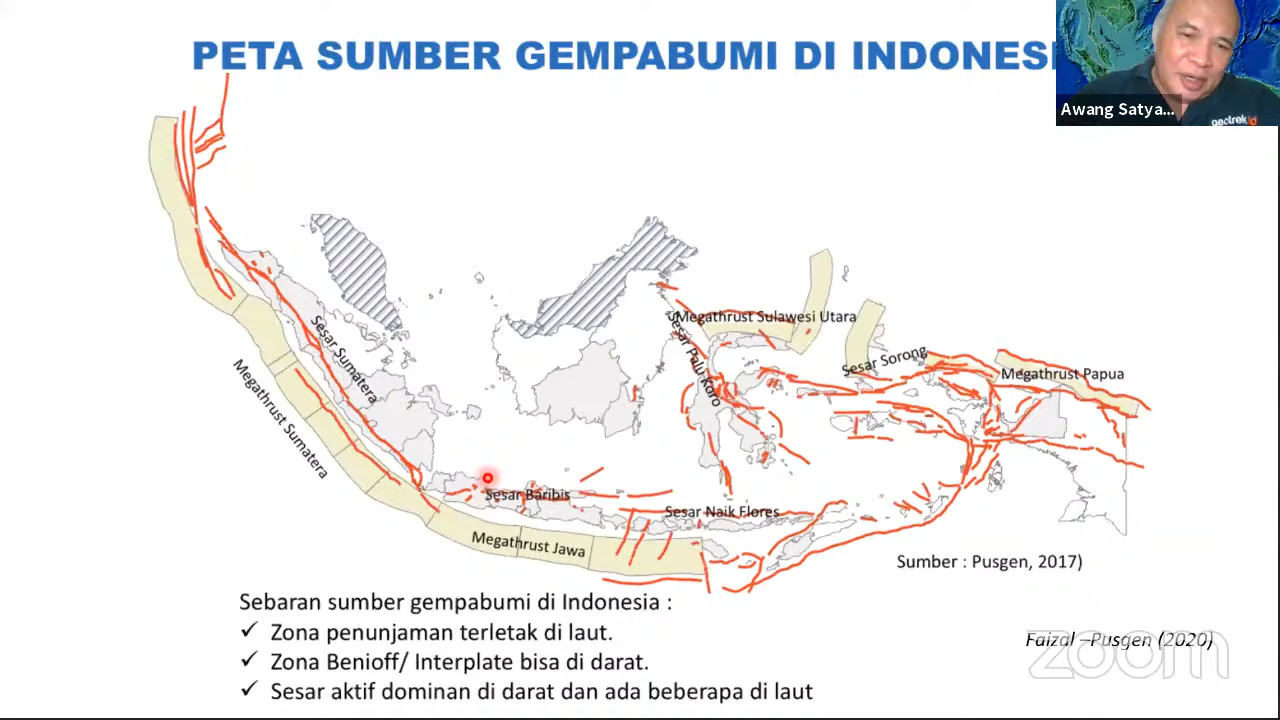 PETA SUMBER GEMPABUMI DI INDONESI
Awang Satya...
geotrek.id
Megathrust Sulawesi Utara
Sesar Palu Koro
Sesar Sorong
Megathrust Papua
Sesar Sumatera
Megathrust Sumatera
Sesar Baribis
Sesar Naik Flores
Megathrust Jawa
Sumber : Pusgen, 2017)
Sebaran sumber gempabumi di Indonesia :
✓ Zona penunjaman terletak di laut.
✓ Zona Benioff/ Interplate bisa di darat.
✓ Sesar aktif dominan di darat dan ada beberapa di laut
Faizal –Pusgen (2020)
zoom